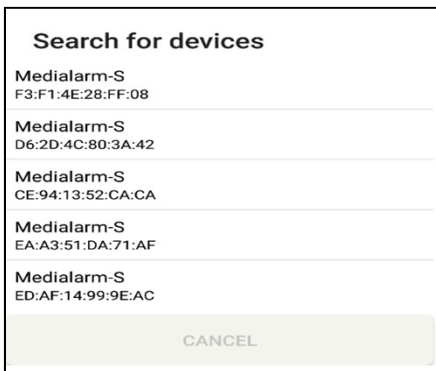 Search for devices
Medialarm-S
F3:F1:4E:28:FF:08
Medialarm-S
D6:2D:4C:80:3A:42
Medialarm-S
CE:94:13:52:CA:CA
Medialarm-S
EA:A3:51:DA:71:AF
Medialarm-S
ED:AF:14:99:9E:AC
CANCEL